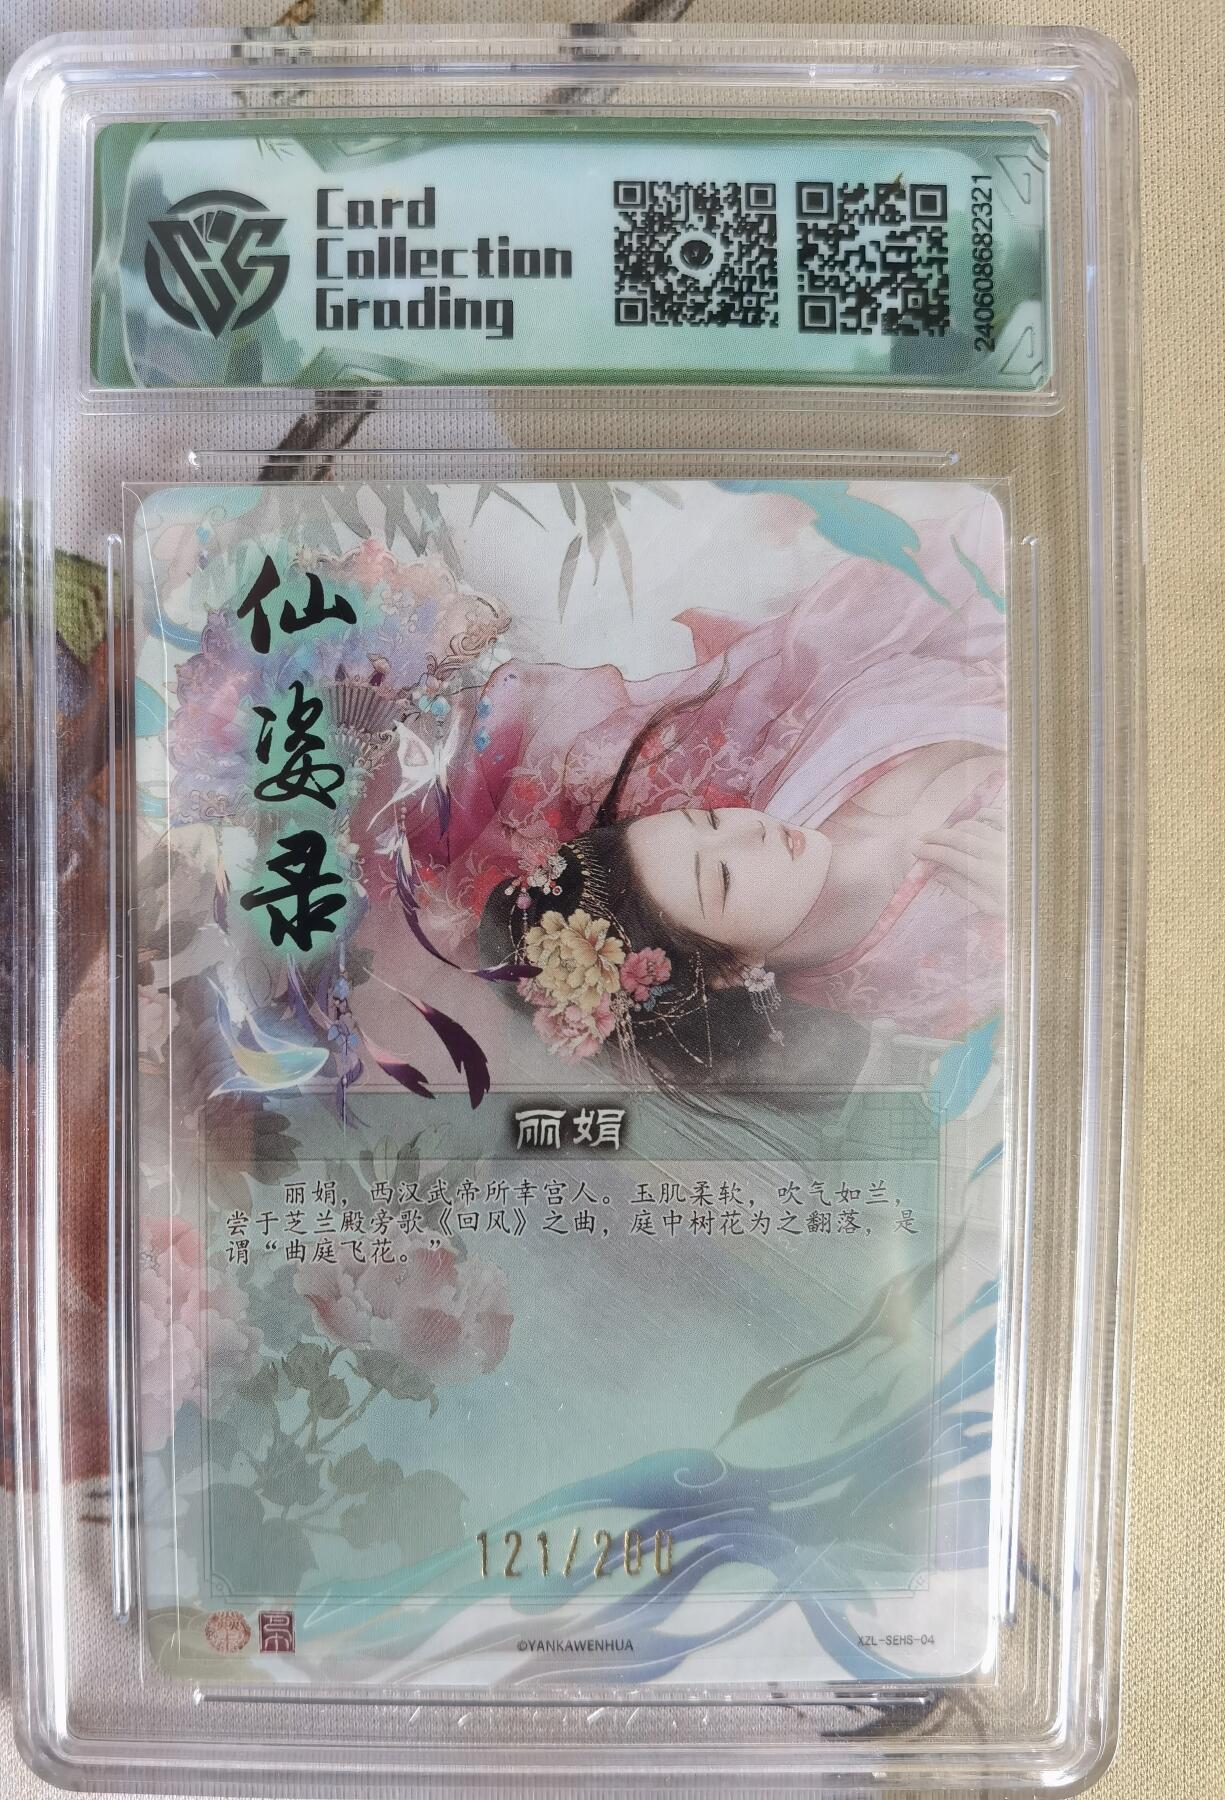 Card
Collection
Grading
240608682321
仙姿录
丽娟
丽娟，西汉武帝所幸宫人。玉肌柔软，吹气如兰，
尝于芝兰殿旁歌《回风》之曲，庭中树花为之翻落，是
谓“曲庭飞花。”
121/200
©YANKAWENHUA
XZL-SEHS-04